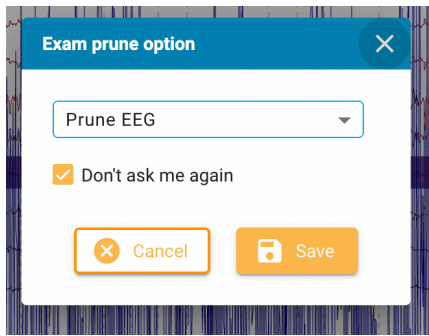 Exam prune option
Prune EEG
Don't ask me again
Cancel
Save